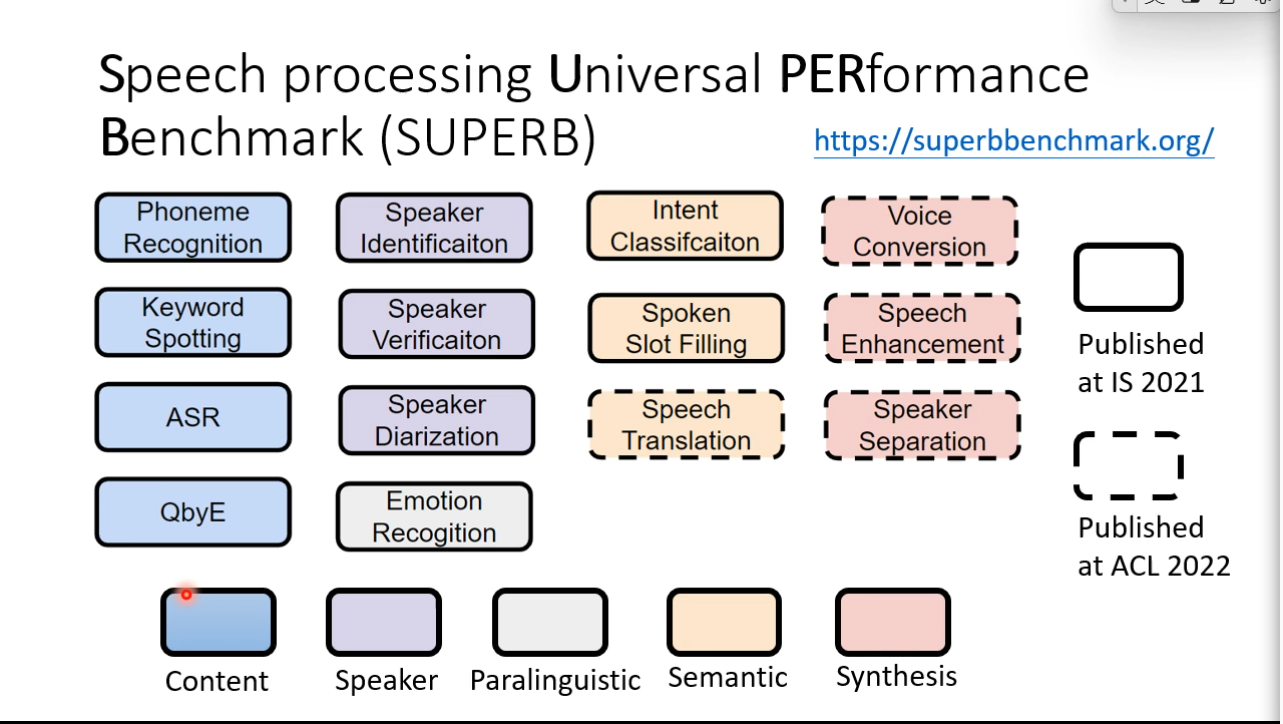 Speech processing Universal PERformance
Benchmark (SUPERB)
https://superbbenchmark.org/
Phoneme
Recognition
Speaker
Identificaiton
Intent
Classifcaiton
Voice
Conversion
Keyword
Spotting
Speaker
Verificaiton
Spoken
Slot Filling
Speech
Enhancement
Published
at IS 2021
ASR
Speaker
Diarization
Speech
Translation
Speaker
Separation
QbyE
Emotion
Recogition
Published
at ACL 2022
Content
Speaker
Paralinguistic
Semantic
Synthesis